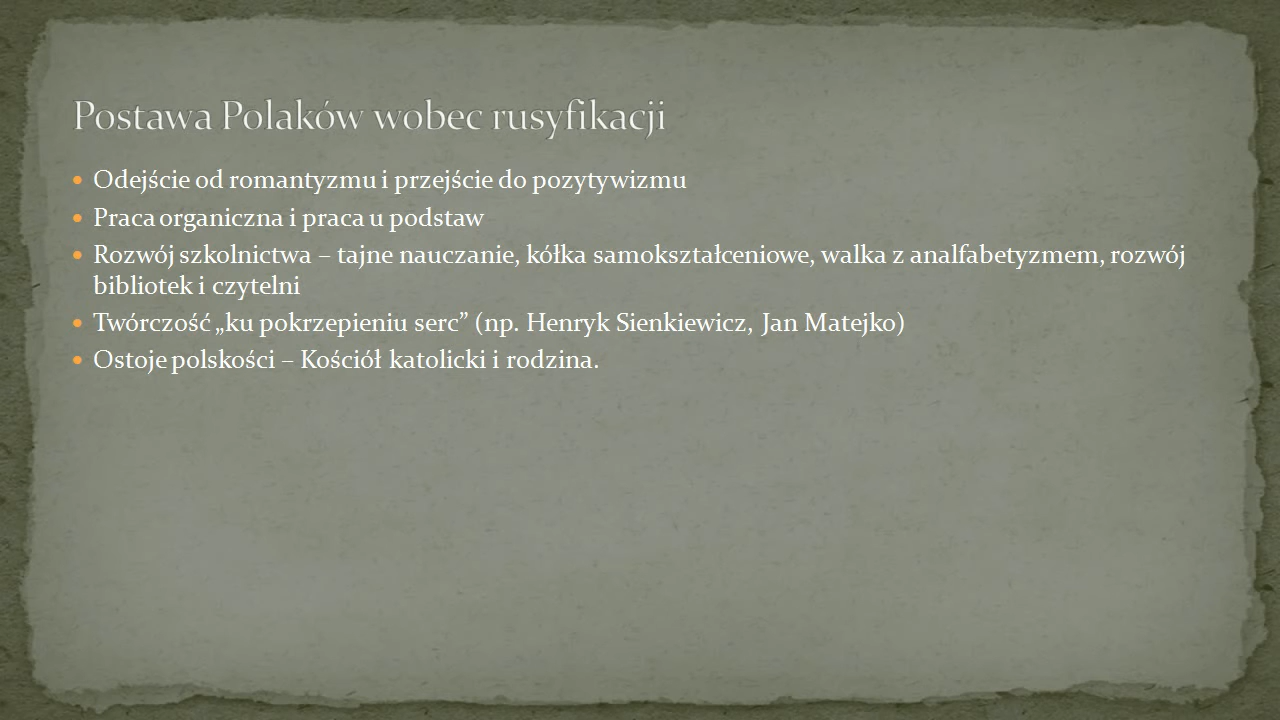 Postawa Polaków wobec rusyfikacji
• Odejście od romantyzmu i przejście do pozytywizmu
• Praca organiczna i praca u podstaw
• Rozwój szkolnictwa – tajne nauczanie, kółka samokształceniowe, walka z analfabetyzmem, rozwój
bibliotek i czytelni
• Twórczość „ku pokrzepieniu serc” (np. Henryk Sienkiewicz, Jan Matejko)
• Ostoje polskości – Kościół katolicki i rodzina.